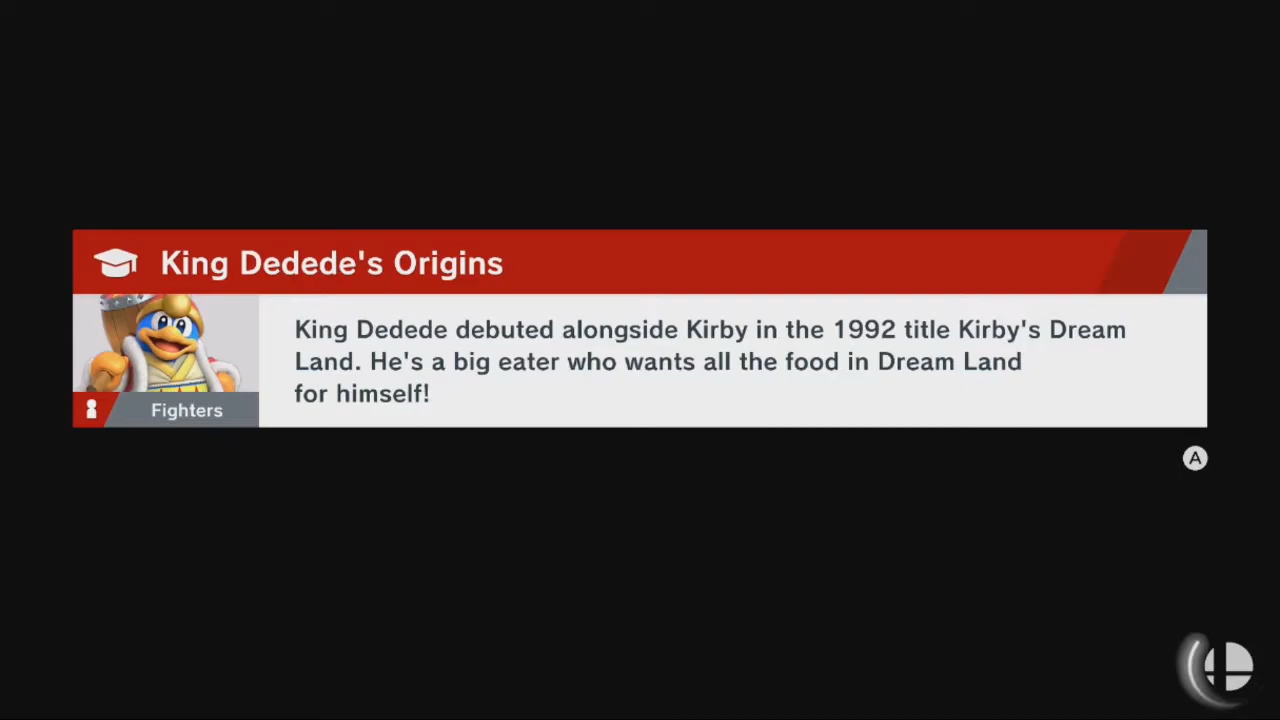 King Dedede's Origins
King Dedede debuted alongside Kirby in the 1992 title Kirby's Dream
Land. He's a big eater who wants all the food in Dream Land
for himself!
Fighters
A